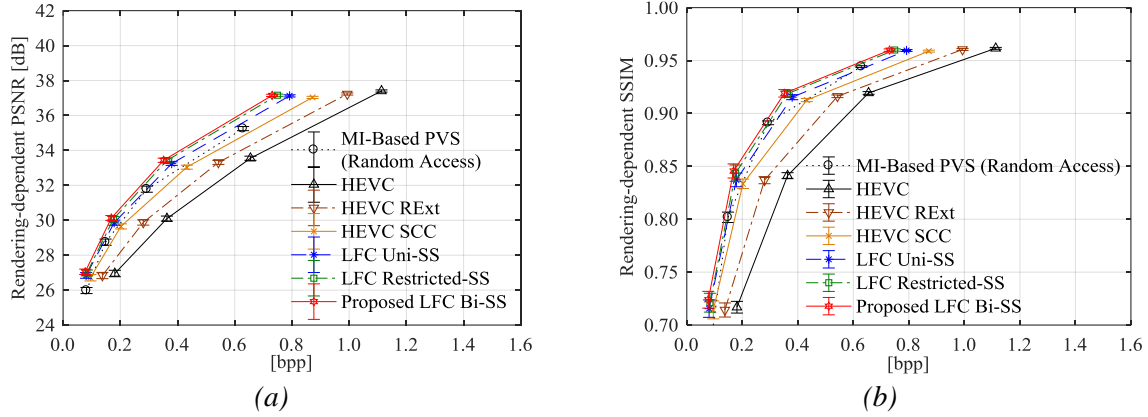 42
40
38
36
34
32
30
28
26
24
Rendering-dependent PSNR [dB]
MI-Based PVS
(Random Access)
HEVC
HEVC RExt
HEVC SCC
LFC Uni-SS
LFC Restricted-SS
Proposed LFC Bi-SS
0.0 0.2 0.4 0.6 0.8 1.0 1.2 1.4 1.6
[bpp]
(a)
1.00
0.95
0.90
0.85
0.80
0.75
0.70
Rendering-dependent SSIM
MI-Based PVS (Random Access)
HEVC
HEVC RExt
HEVC SCC
LFC Uni-SS
LFC Restricted-SS
Proposed LFC Bi-SS
0.0 0.2 0.4 0.6 0.8 1.0 1.2 1.4 1.6
[bpp]
(b)